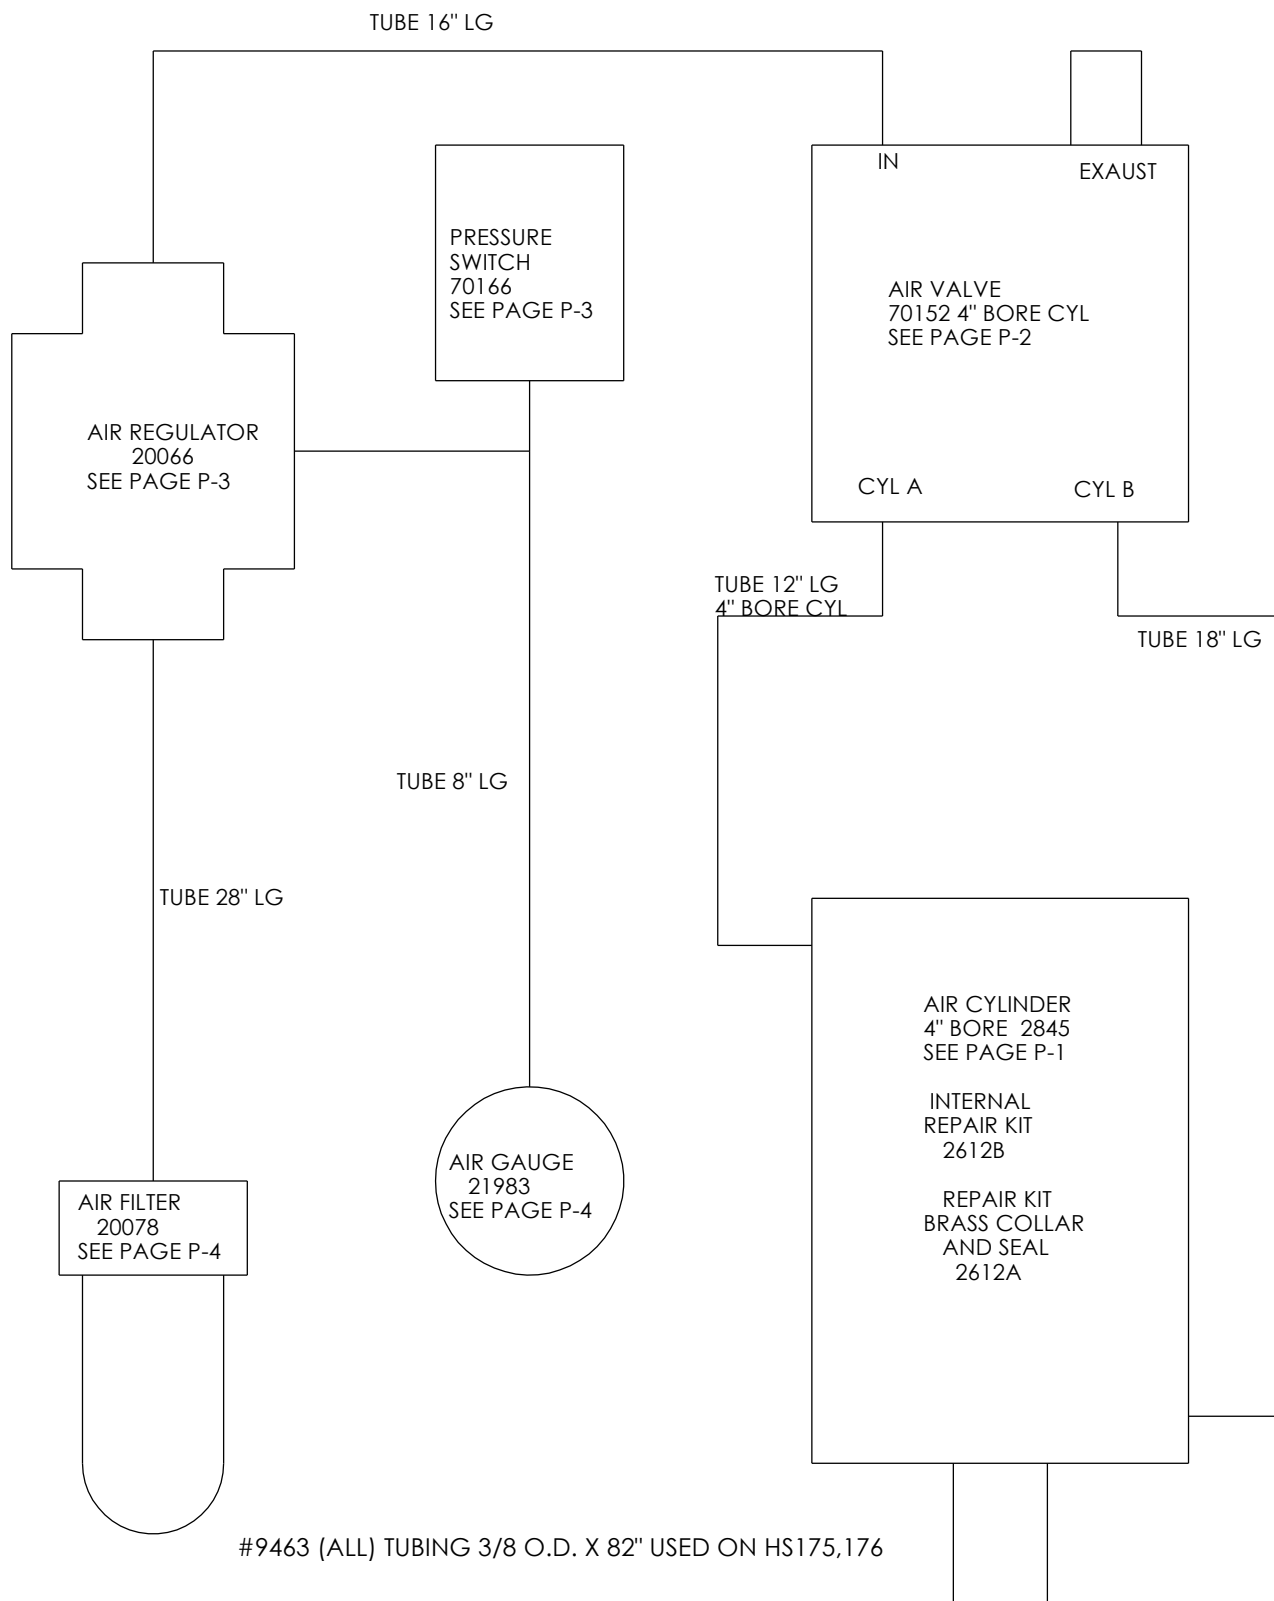 TUBE 16" LG
IN
EXAUST
PRESSURE
SWITCH
70166
SEE PAGE P-3
AIR VALVE
70152 4" BORE CYL
SEE PAGE P-2
AIR REGULATOR
20066
SEE PAGE P-3
CYL A
CYL B
TUBE 12" LG
4" BORE CYL
TUBE 18" LG
TUBE 8" LG
TUBE 28" LG
AIR CYLINDER
4" BORE 2845
SEE PAGE P-1
INTERNAL
REPAIR KIT
2612B
REPAIR KIT
BRASS COLLAR
AND SEAL
2612A
AIR GAUGE
21983
SEE PAGE P-4
AIR FILTER
20078
SEE PAGE P-4
#9463 (ALL) TUBING 3/8 O.D. X 82" USED ON HS175,176